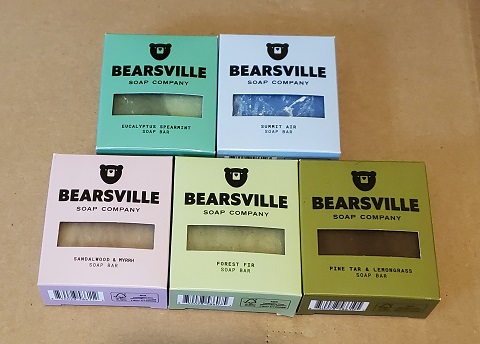 BEARSVILLE
SOAP COMPANY
EUCALYPTUS SPEARMINT
SOAP BAR
BEARSVILLE
SOAP COMPANY
SUMMIT AIR
SOAP BAR
BEARSVILLE
SOAP COMPANY
SANDALWOOD & MYRRH
SOAP BAR
BEARSVILLE
SOAP COMPANY
FOREST FIR
SOAP BAR
BEARSVILLE
SOAP COMPANY
PINE TAR & LEMONGRASS
SOAP BAR